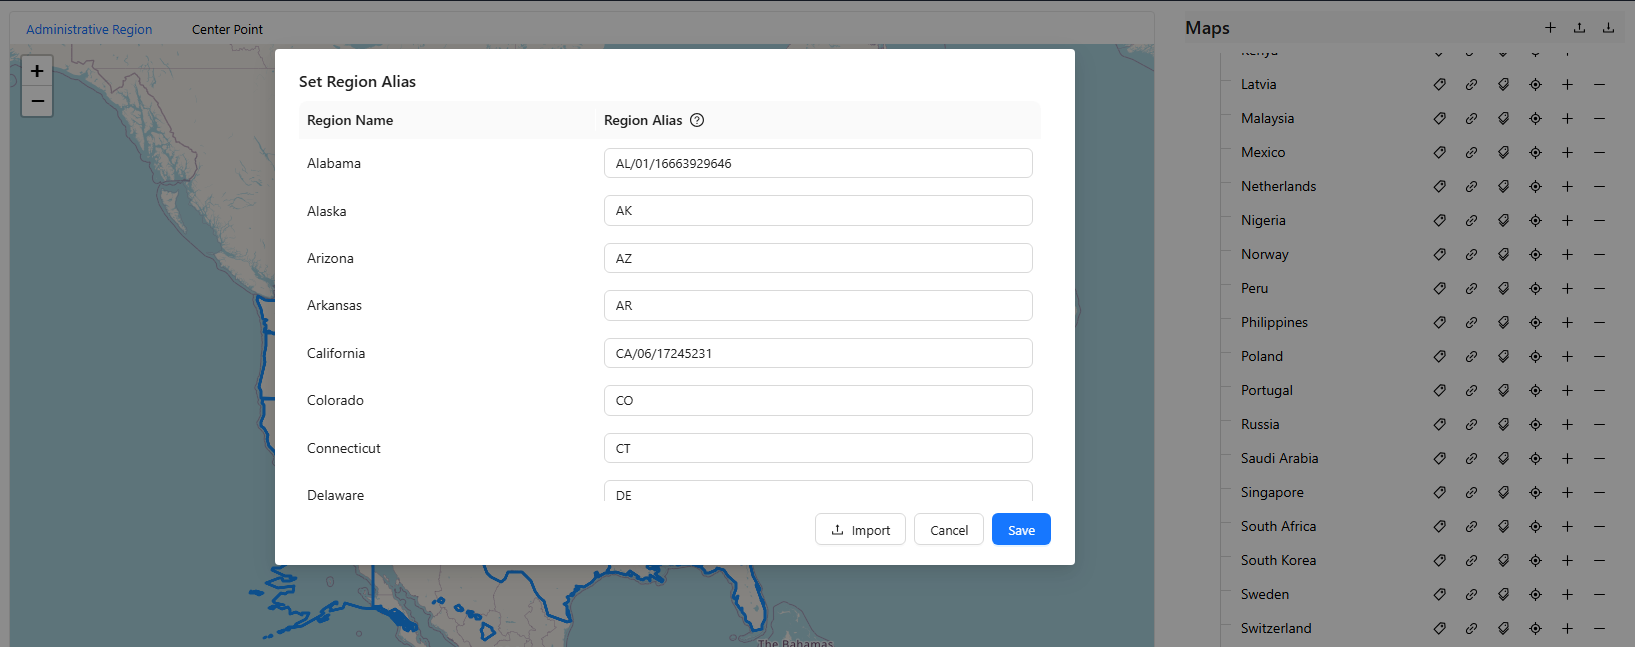 Administrative Region
Center Point
+
−
Set Region Alias
Region Name
Region Alias
Alabama
AL/01/16663929646
Alaska
AK
Arizona
AZ
Arkansas
AR
California
CA/06/17245231
Colorado
CO
Connecticut
CT
Delaware
DE
Import
Cancel
Save
The Bahamas
Maps
Kenya
Latvia
Malaysia
Mexico
Netherlands
Nigeria
Norway
Peru
Philippines
Poland
Portugal
Russia
Saudi Arabia
Singapore
South Africa
South Korea
Sweden
Switzerland